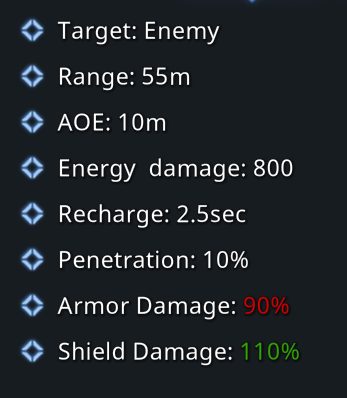 Target: Enemy
Range: 55m
AOE: 10m
Energy  damage: 800
Recharge: 2.5sec
Penetration: 10%
Armor Damage: 90%
Shield Damage: 110%